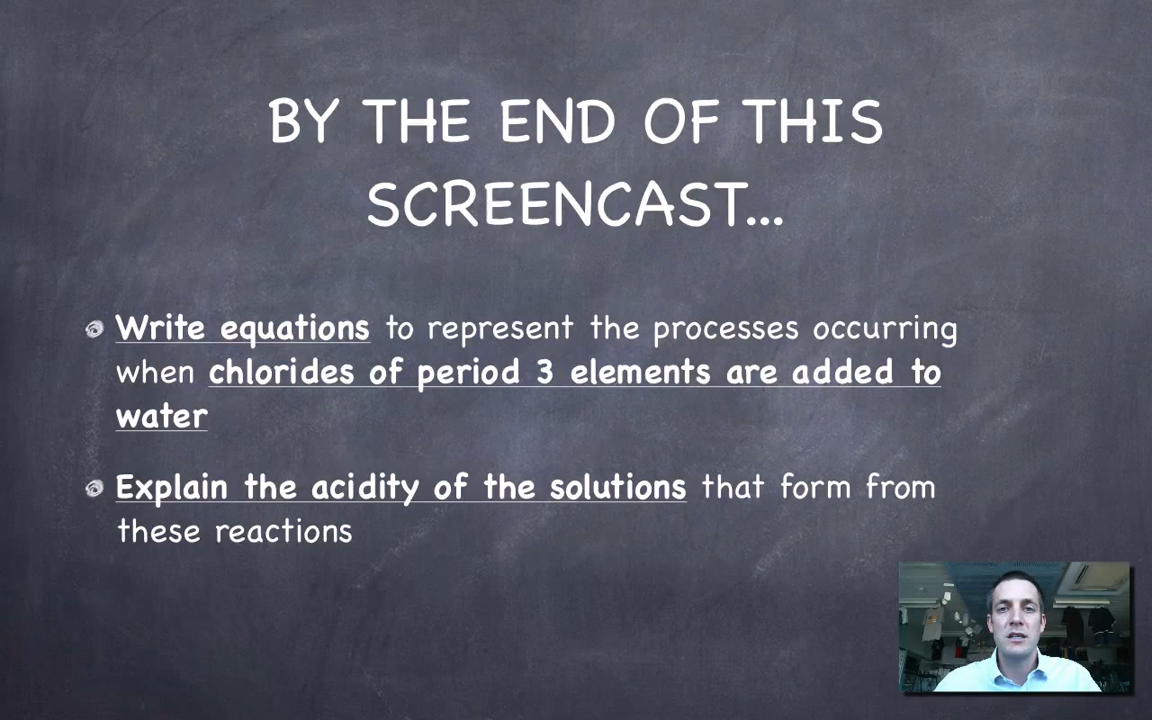 BY THE END OF THIS
SCREENCAST...
Write equations to represent the processes occurring
when chlorides of period 3 elements are added to
water
Explain the acidity of the solutions that form from
these reactions